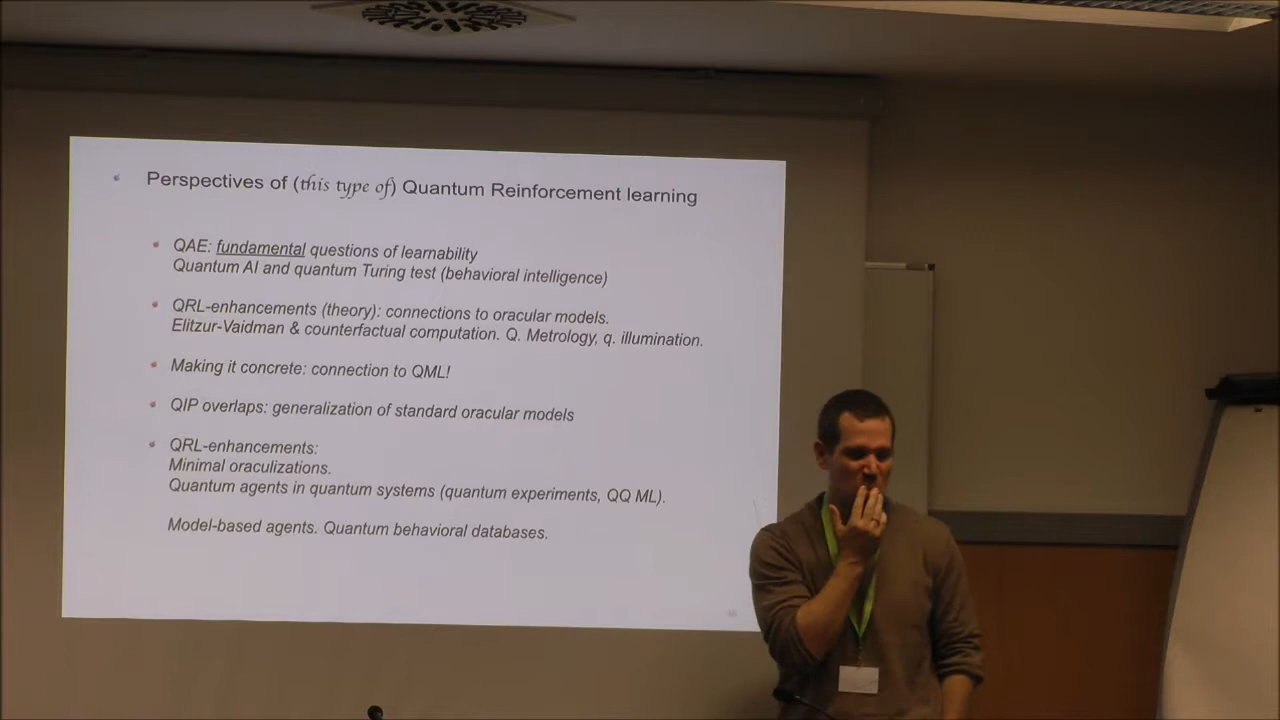 Perspectives of (this type of) Quantum Reinforcement learning
QAE: fundamental questions of learnability
Quantum AI and quantum Turing test (behavioral intelligence)
QRL-enhancements (theory): connections to oracular models.
Elitzur-Vaidman & counterfactual computation. Q. Metrology, q. illumination.
Making it concrete: connection to QML!
QIP overlaps: generalization of standard oracular models
QRL-enhancements:
Minimal oraculizations.
Quantum agents in quantum systems (quantum experiments, QQ ML).
Model-based agents. Quantum behavioral databases.